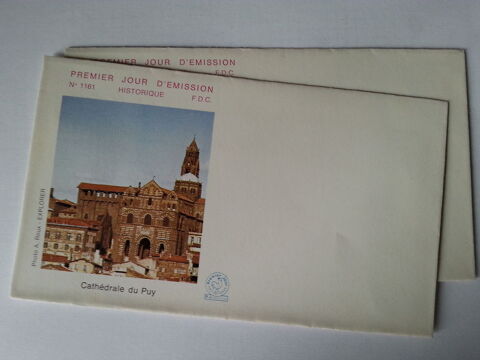 PREMIER JOUR D'EMISSION
F.D.C.
PREMIER JOUR D'EMISSION
N° 1161 HISTORIQUE F.D.C.
Photo A. Roux - EXPLORER
Cathédrale du Puy